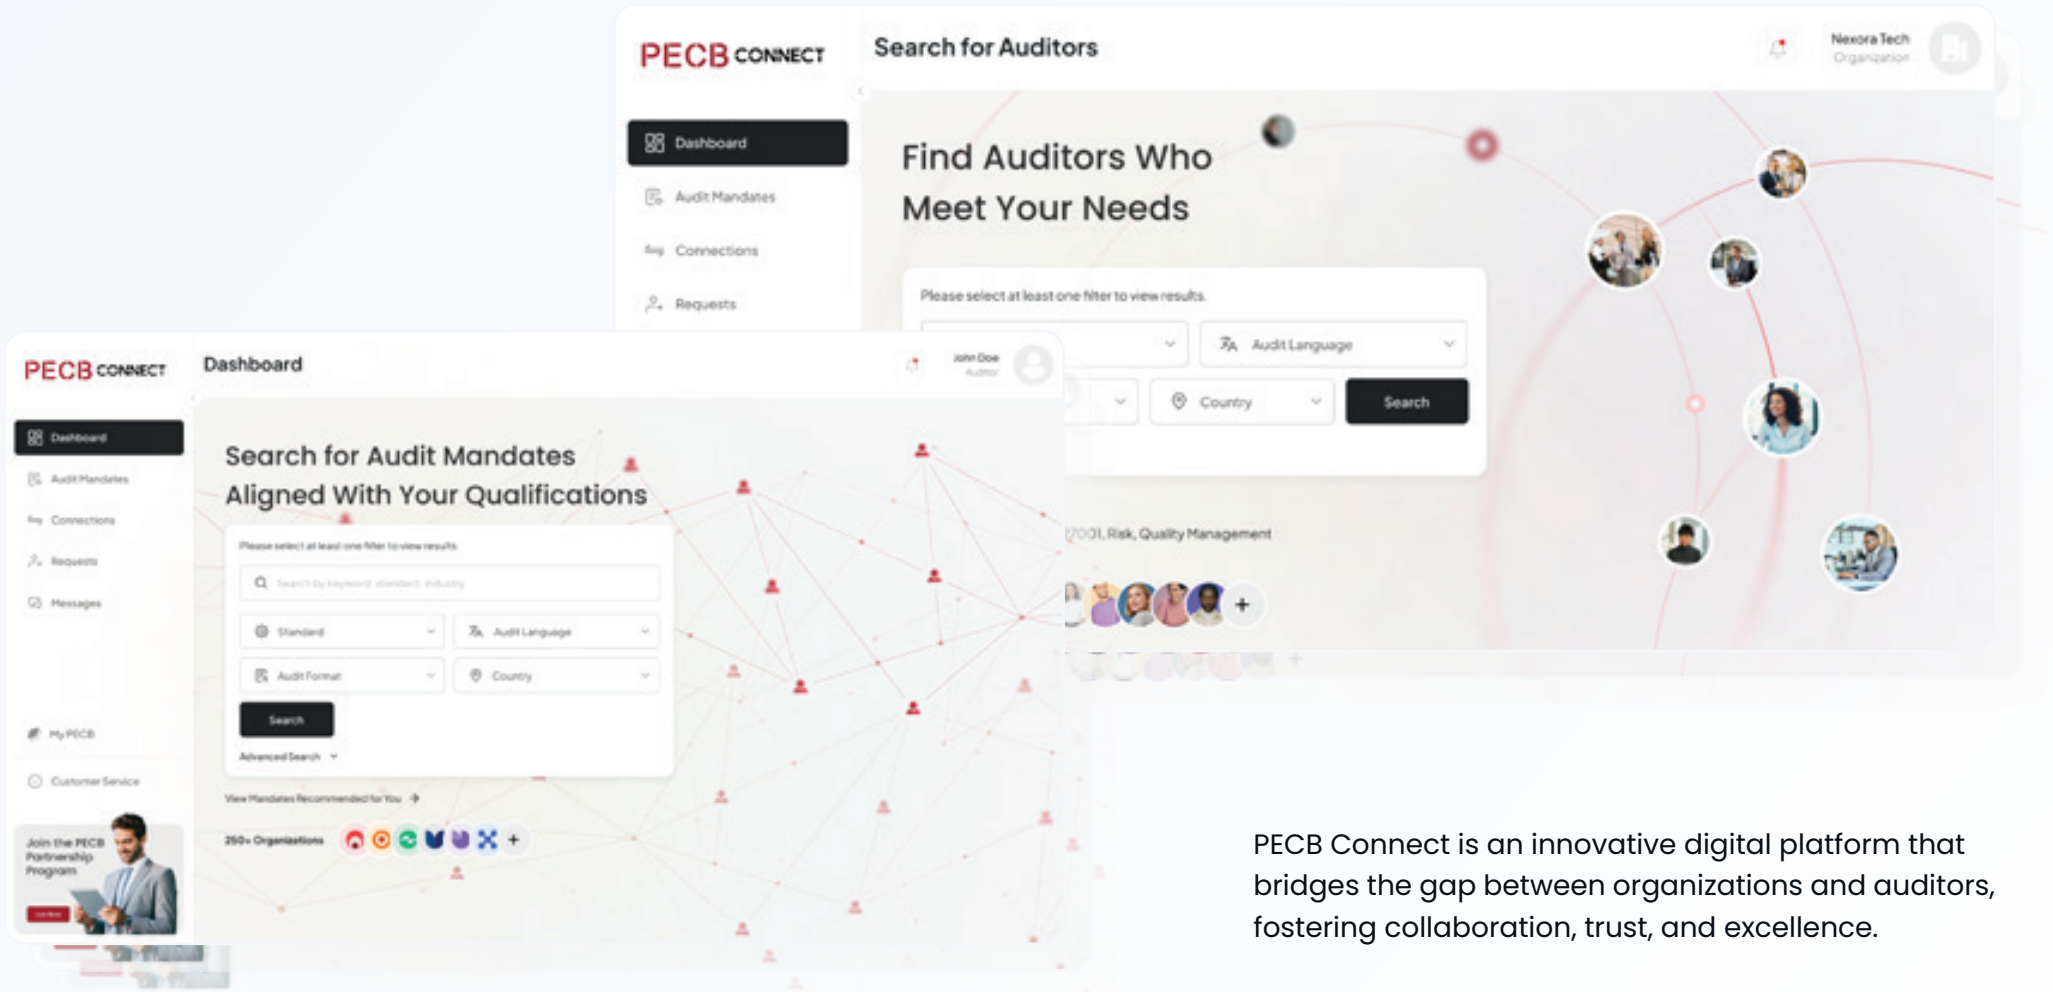 PECB CONNECT
Search for Auditors
Nexora Tech
Organization
Dashboard
Audit Mandates
Connections
Requests
Find Auditors Who
Meet Your Needs
Please select at least one filter to view results.
Audit Language
Country
Search
27001, Risk, Quality Management
+
PECB CONNECT
Dashboard
John Doe
Auditor
Dashboard
Audit Mandates
Connections
Requests
Messages
My PECB
Customer Service
Join the PECB
Partnership
Program
Search for Audit Mandates
Aligned With Your Qualifications
Please select at least one filter to view results
Search by keyword, standard, industry
Standard
Audit Language
Audit Format
Country
Search
Advanced Search
View Mandates Recommended for You
250+ Organizations
+
PECB Connect is an innovative digital platform that
bridges the gap between organizations and auditors,
fostering collaboration, trust, and excellence.